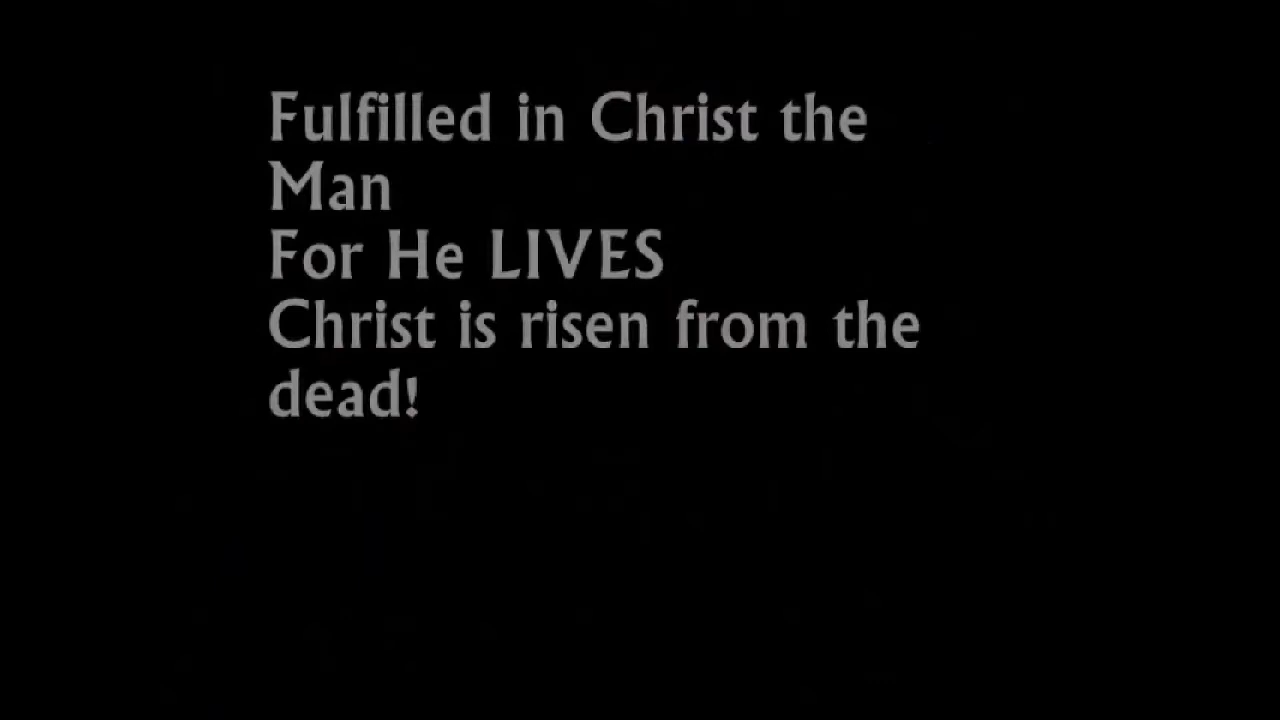 Fulfilled in Christ the
Man
For He LIVES
Christ is risen from the
dead!